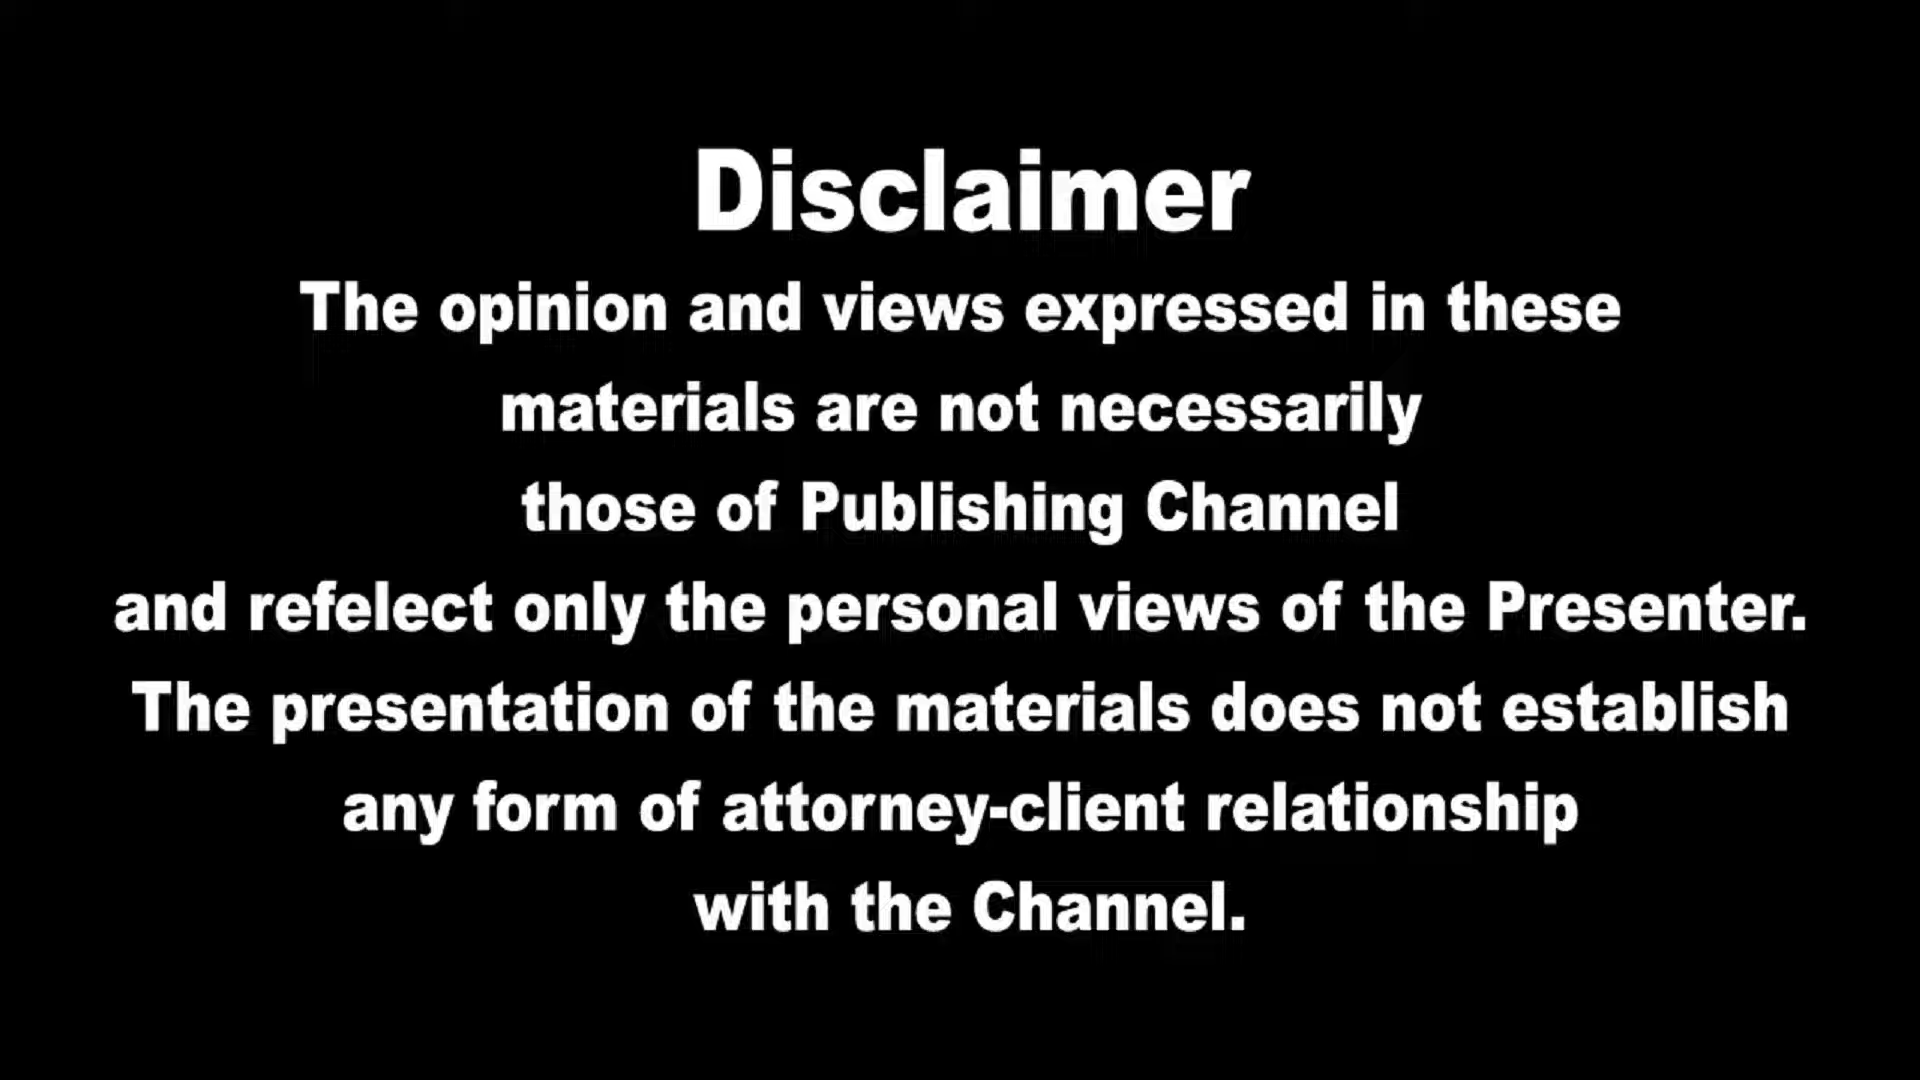 Disclaimer
The opinion and views expressed in these
materials are not necessarily
those of Publishing Channel
and refelect only the personal views of the Presenter.
The presentation of the materials does not establish
any form of attorney-client relationship
with the Channel.